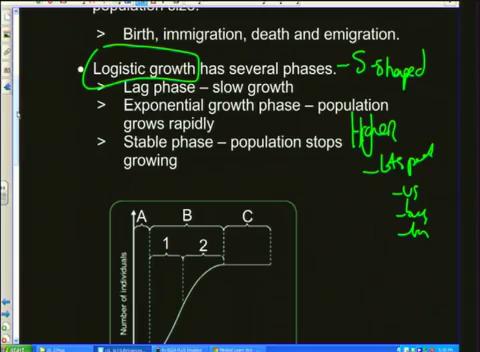 population size.
> Birth, immigration, death and emigration.
• Logistic growth has several phases. - S-shaped
> Lag phase – slow growth
> Exponential growth phase – population
grows rapidly
> Stable phase – population stops
growing
A B C
1 2
Number of individuals
start